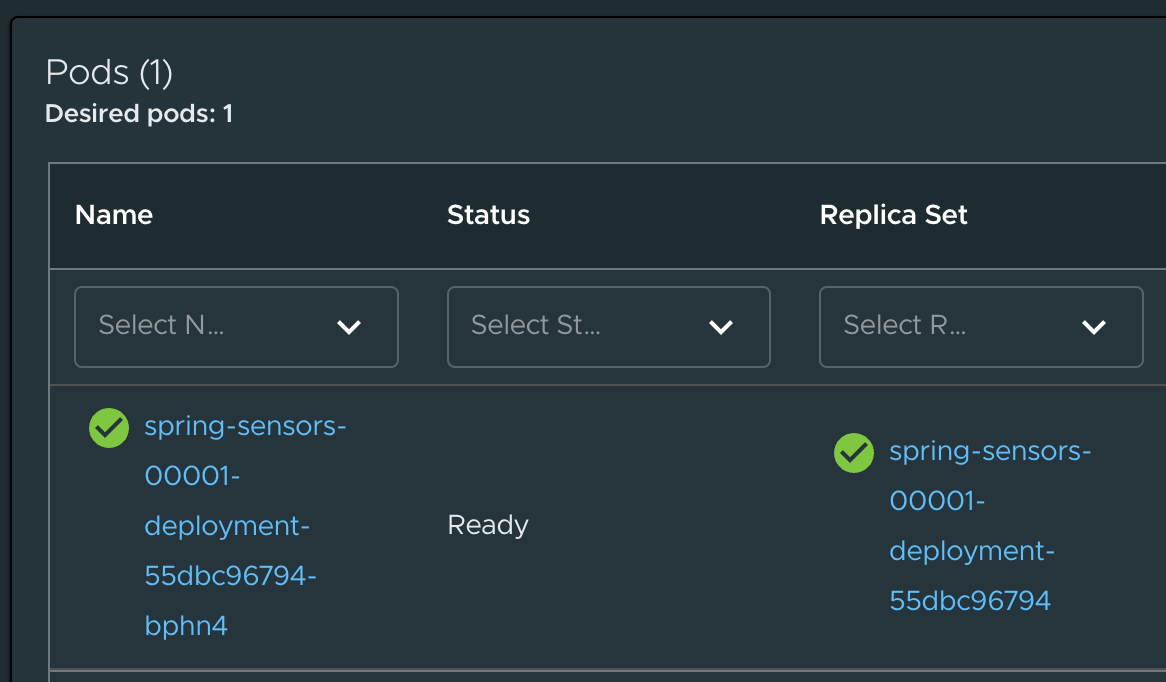 Pods (1)
Desired pods: 1
Name Status Replica Set
Select N... Select St... Select R...
spring-sensors-
00001-
deployment-
55dbc96794-
bphn4
Ready
spring-sensors-
00001-
deployment-
55dbc96794